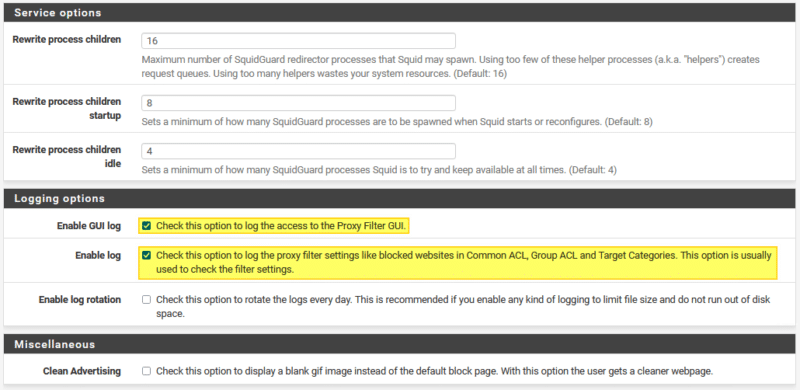 Service options
Rewrite process children
16
Maximum number of SquidGuard redirector processes that Squid may spawn. Using too few of these helper processes (a.k.a. "helpers") creates
request queues. Using too many helpers wastes your system resources. (Default: 16)
Rewrite process children
startup
8
Sets a minimum of how many SquidGuard processes are to be spawned when Squid starts or reconfigures. (Default: 8)
Rewrite process children
idle
4
Sets a minimum of how many SquidGuard processes Squid is to try and keep available at all times. (Default: 4)
Logging options
Enable GUI log
Check this option to log the access to the Proxy Filter GUI.
Enable log
Check this option to log the proxy filter settings like blocked websites in Common ACL, Group ACL and Target Categories. This option is usually
used to check the filter settings.
Enable log rotation
Check this option to rotate the logs every day. This is recommended if you enable any kind of logging to limit file size and do not run out of disk
space.
Miscellaneous
Clean Advertising
Check this option to display a blank gif image instead of the default block page. With this option the user gets a cleaner webpage.